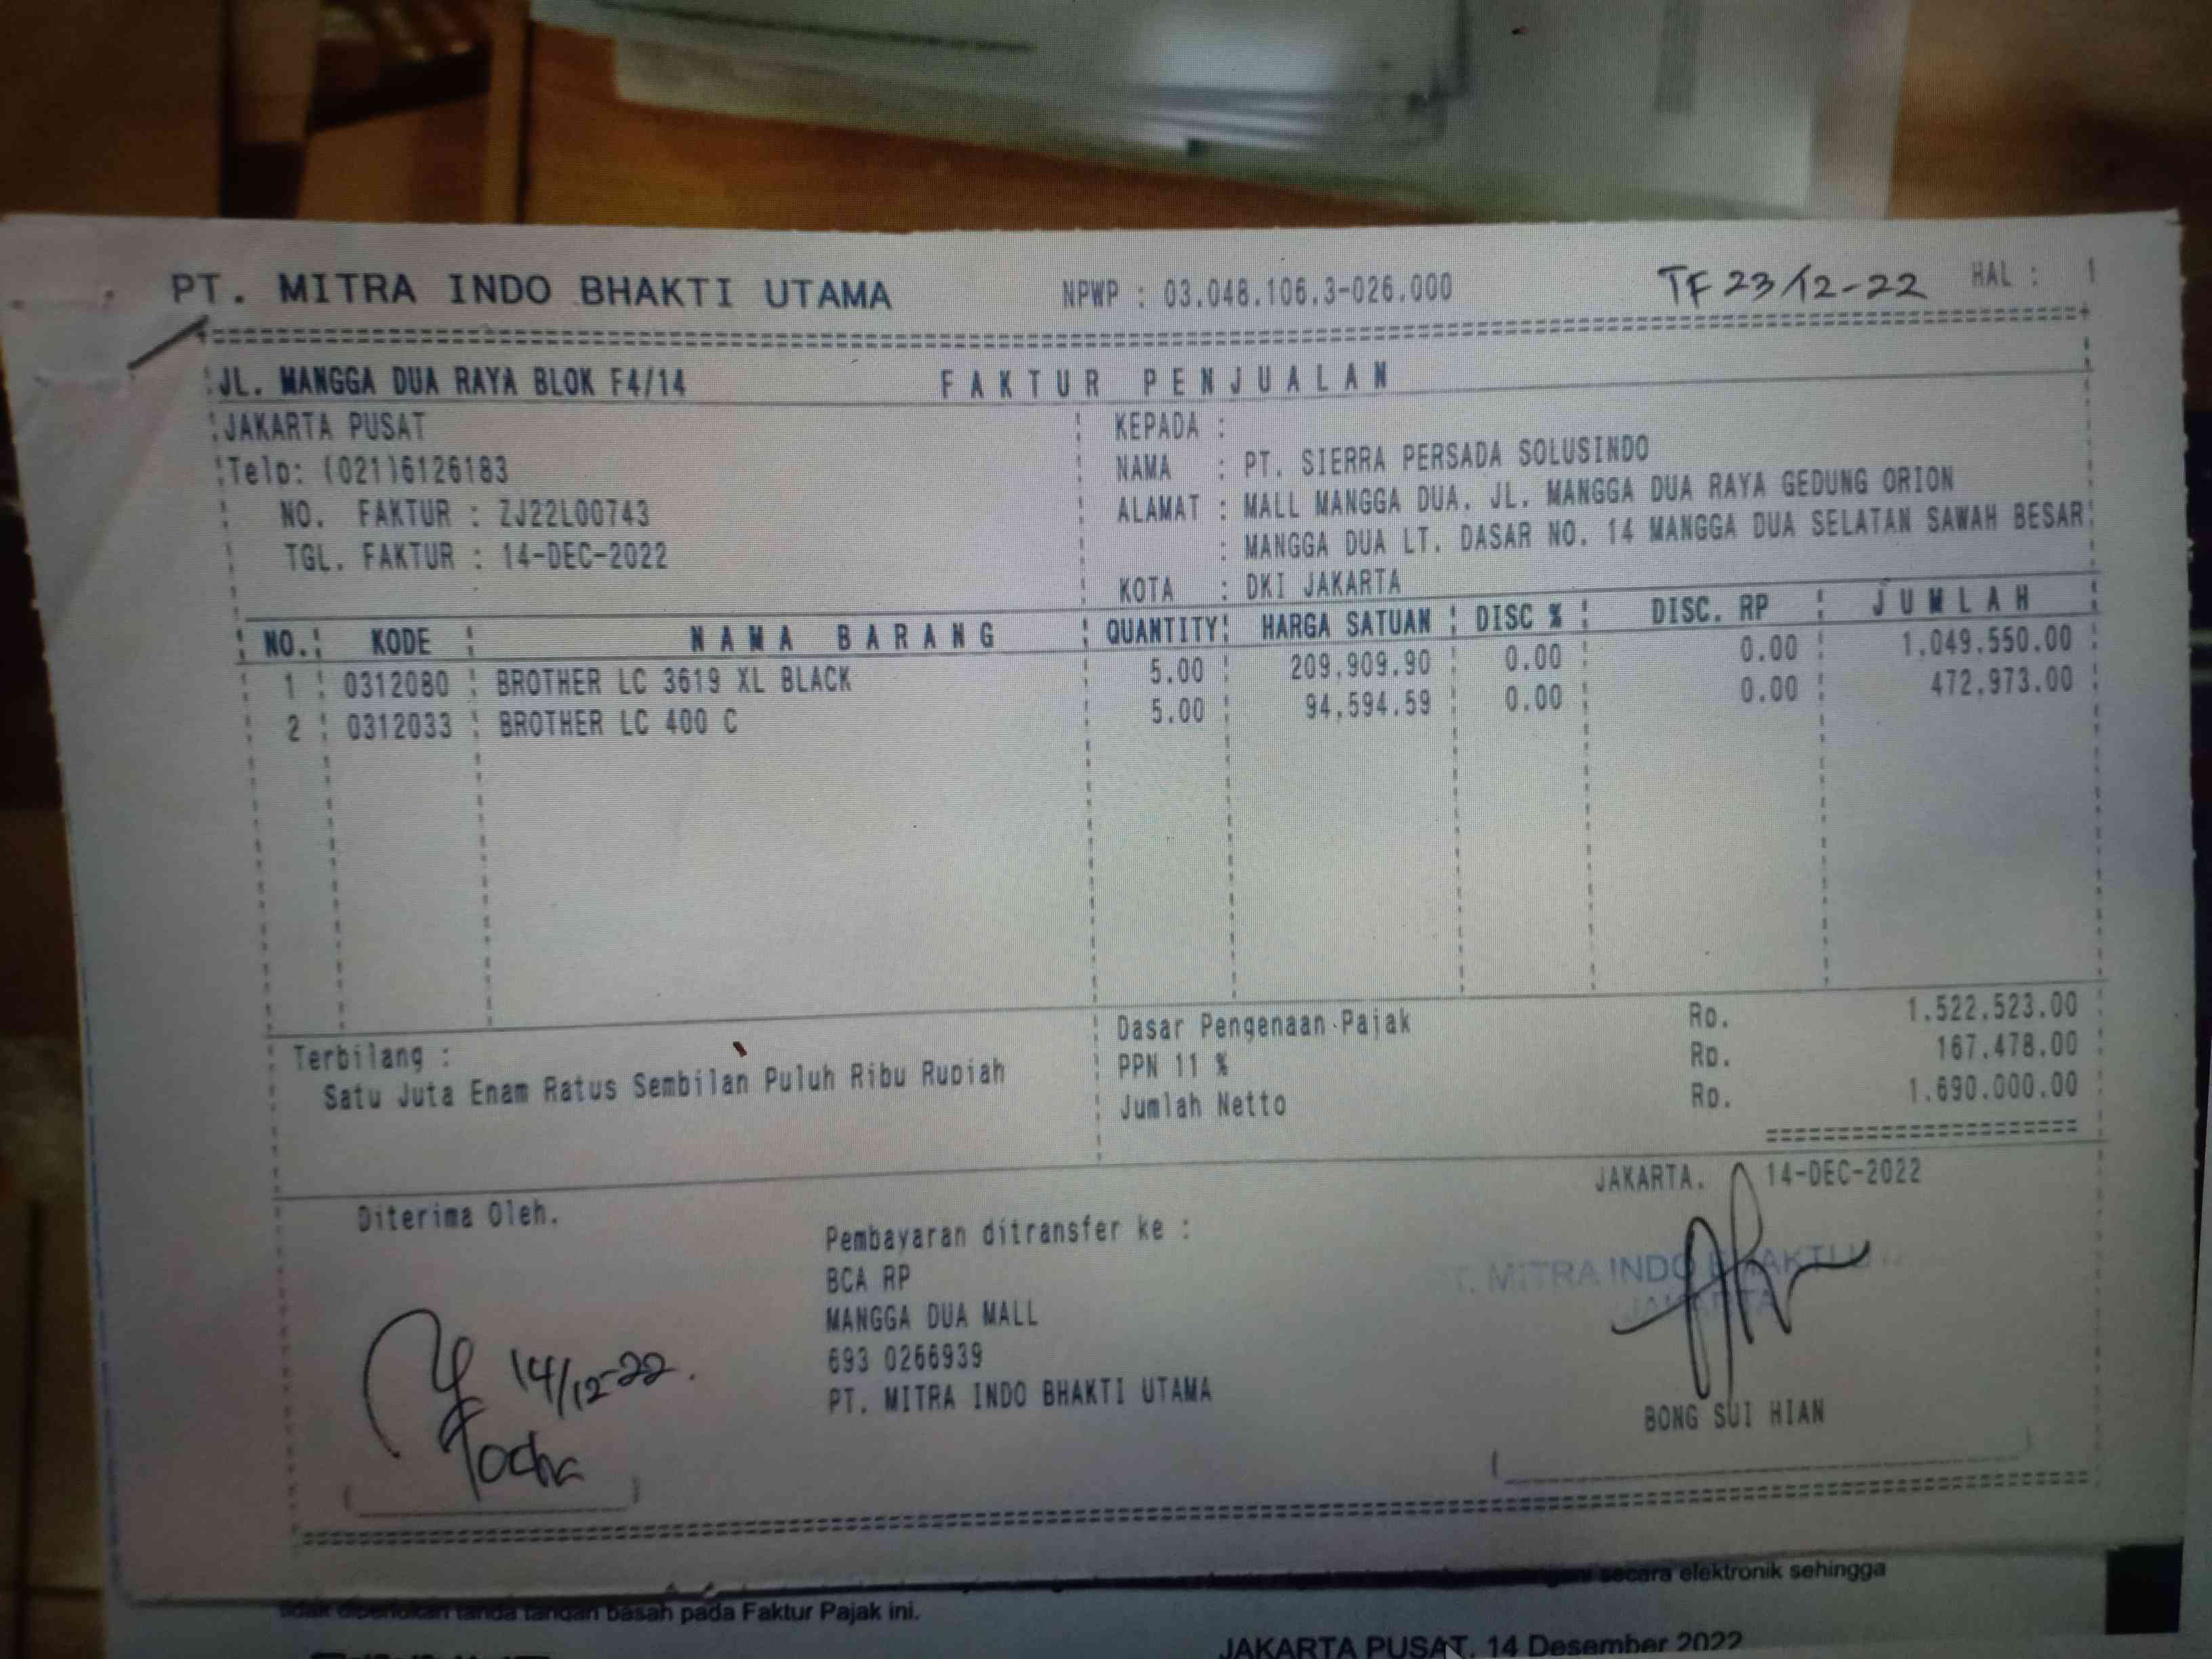 PT. MITRA INDO BHAKTI UTAMA NPWP : 03.048.106.3-026.000 TF 23/12-22 HAL : 1
JL. MANGGA DUA RAYA BLOK F4/14 FAKTUR PENJUALAN
JAKARTA PUSAT
Telp: (021)6126183
NO. FAKTUR : ZJ22L00743
TGL. FAKTUR : 14-DEC-2022
KEPADA :
NAMA : PT. SIERRA PERSADA SOLUSINDO
ALAMAT : MALL MANGGA DUA, JL. MANGGA DUA RAYA GEDUNG ORION
: MANGGA DUA LT. DASAR NO. 14 MANGGA DUA SELATAN SAWAH BESAR
KOTA : DKI JAKARTA
NO. KODE NAMA BARANG QUANTITY HARGA SATUAN DISC % DISC. RP JUMLAH
1 0312080 BROTHER LC 3619 XL BLACK 5.00 209,909.90 0.00 0.00 1,049,550.00
2 0312033 BROTHER LC 400 C 5.00 94,594.59 0.00 0.00 472,973.00
Terbilang :
Satu Juta Enam Ratus Sembilan Puluh Ribu Rupiah
Dasar Pengenaan Pajak Rp. 1,522,523.00
PPN 11 % Rp. 167,478.00
Jumlah Netto Rp. 1,690,000.00
JAKARTA, 14-DEC-2022
Diterima Oleh,
Pembayaran ditransfer ke :
BCA RP
MANGGA DUA MALL
693 0266939
PT. MITRA INDO BHAKTI UTAMA
14/12-22.
T. MITRA INDO BHAKTI U
JAKARTA
BONG SUI HIAN
secara elektronik sehingga
tidak diperlukan tanda tangan basah pada Faktur Pajak ini.
JAKARTA PUSAT, 14 Desember 2022